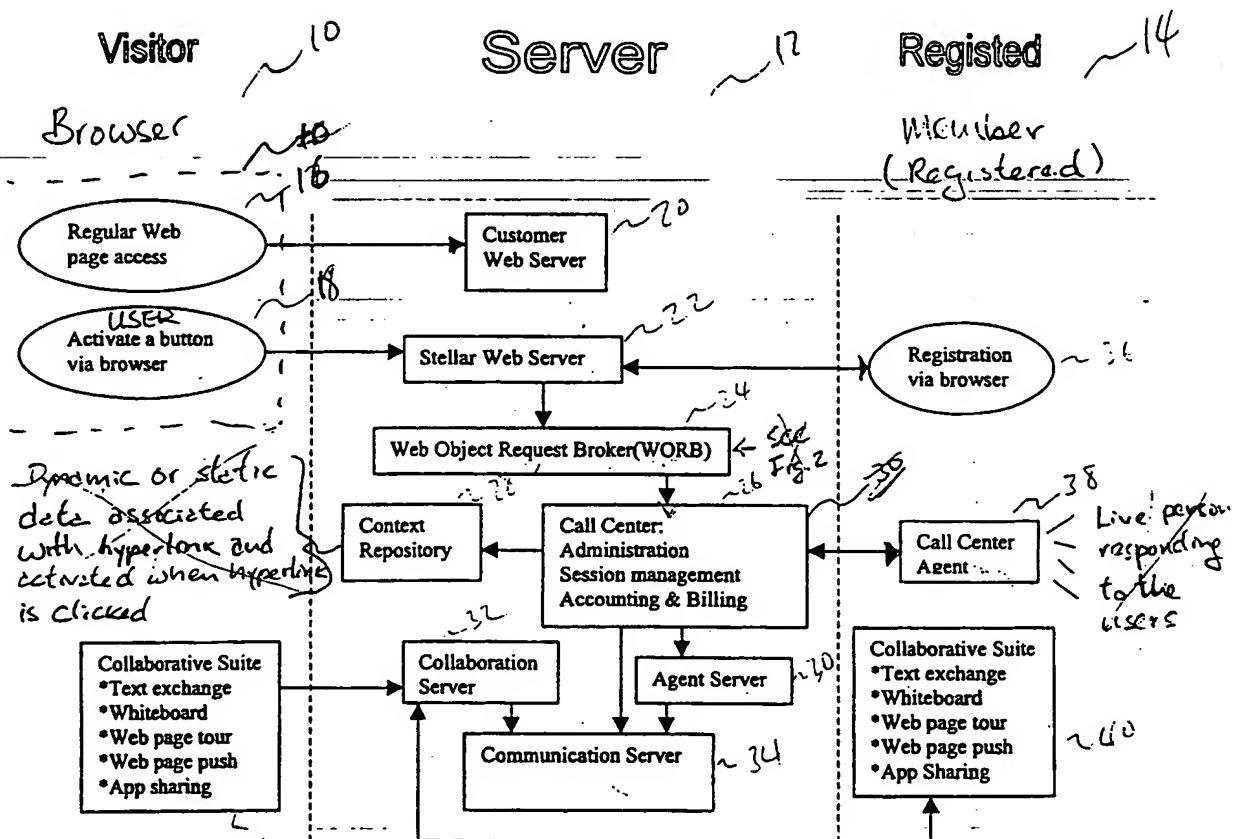 Visitor
10
Server
12
Registed
14
Browser
Member
(Registered)
10
16
Regular Web
page access
Customer
Web Server
20
18
USER
Activate a button
via browser
22
Stellar Web Server
Registration
via browser
36
24
Web Object Request Broker(WORB)
← see
Fig. 2
Dynamic or static
data associated
with hyperlink and
activated when hyperlink
is clicked
28
Context
Repository
26
Call Center:
Administration
Session management
Accounting & Billing
30
Call Center
Agent
38
Live person
responding
to the
users
Collaborative Suite
*Text exchange
*Whiteboard
*Web page tour
*Web page push
*App sharing
32
Collaboration
Server
Agent Server
30
Communication Server
34
Collaborative Suite
*Text exchange
*Whiteboard
*Web page tour
*Web page push
*App Sharing
40